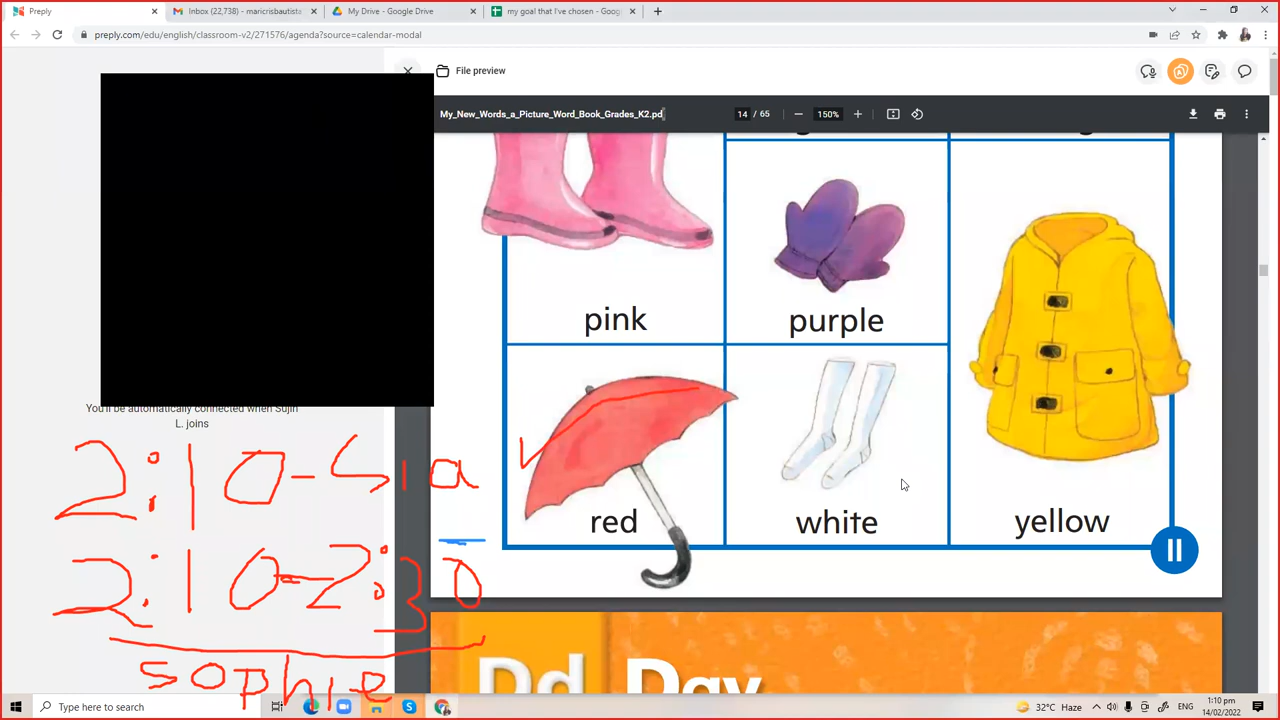 Preply
Inbox (22,738) - maricrisbautista
My Drive - Google Drive
my goal that I've chosen - Goog
preply.com/edu/english/classroom-v2/271576/agenda?source=calendar-modal
File preview
My_New_Words_a_Picture_Word_Book_Grades_K2.pd
14 / 65
150%
pink
purple
red
white
yellow
You'll be automatically connected when Sujin
L. joins
2:10-Sia
2:10-2:30
sophie
Dd Day
Type here to search
32°C Haze
ENG
1:10 pm
14/02/2022